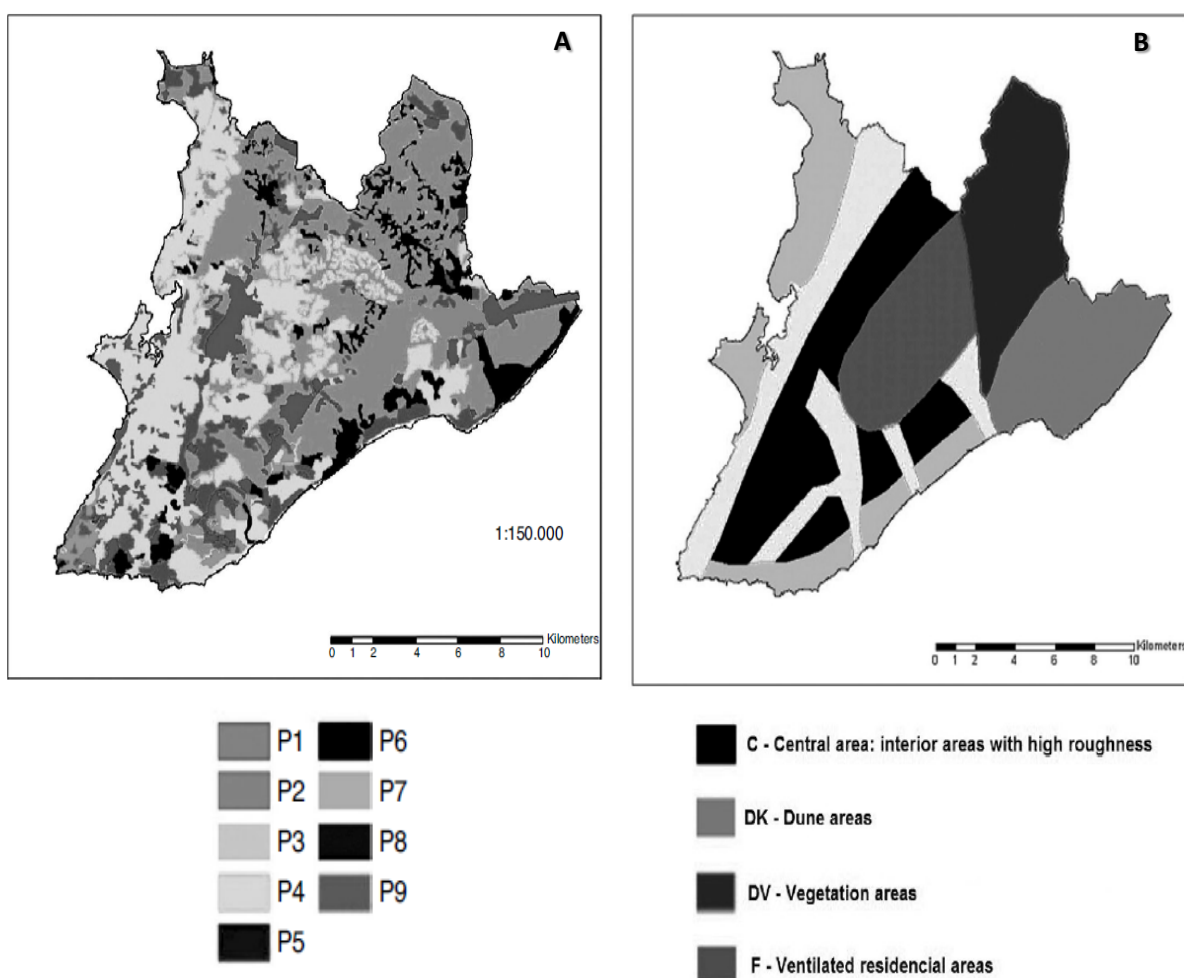 A
B
1:150.000
Kilometers
0 1 2 4 6 8 10
Kilometers
0 1 2 4 6 8 10
P1 P6
P2 P7
P3 P8
P4 P9
P5
C - Central area: interior areas with high roughness
DK - Dune areas
DV - Vegetation areas
F - Ventilated residencial areas